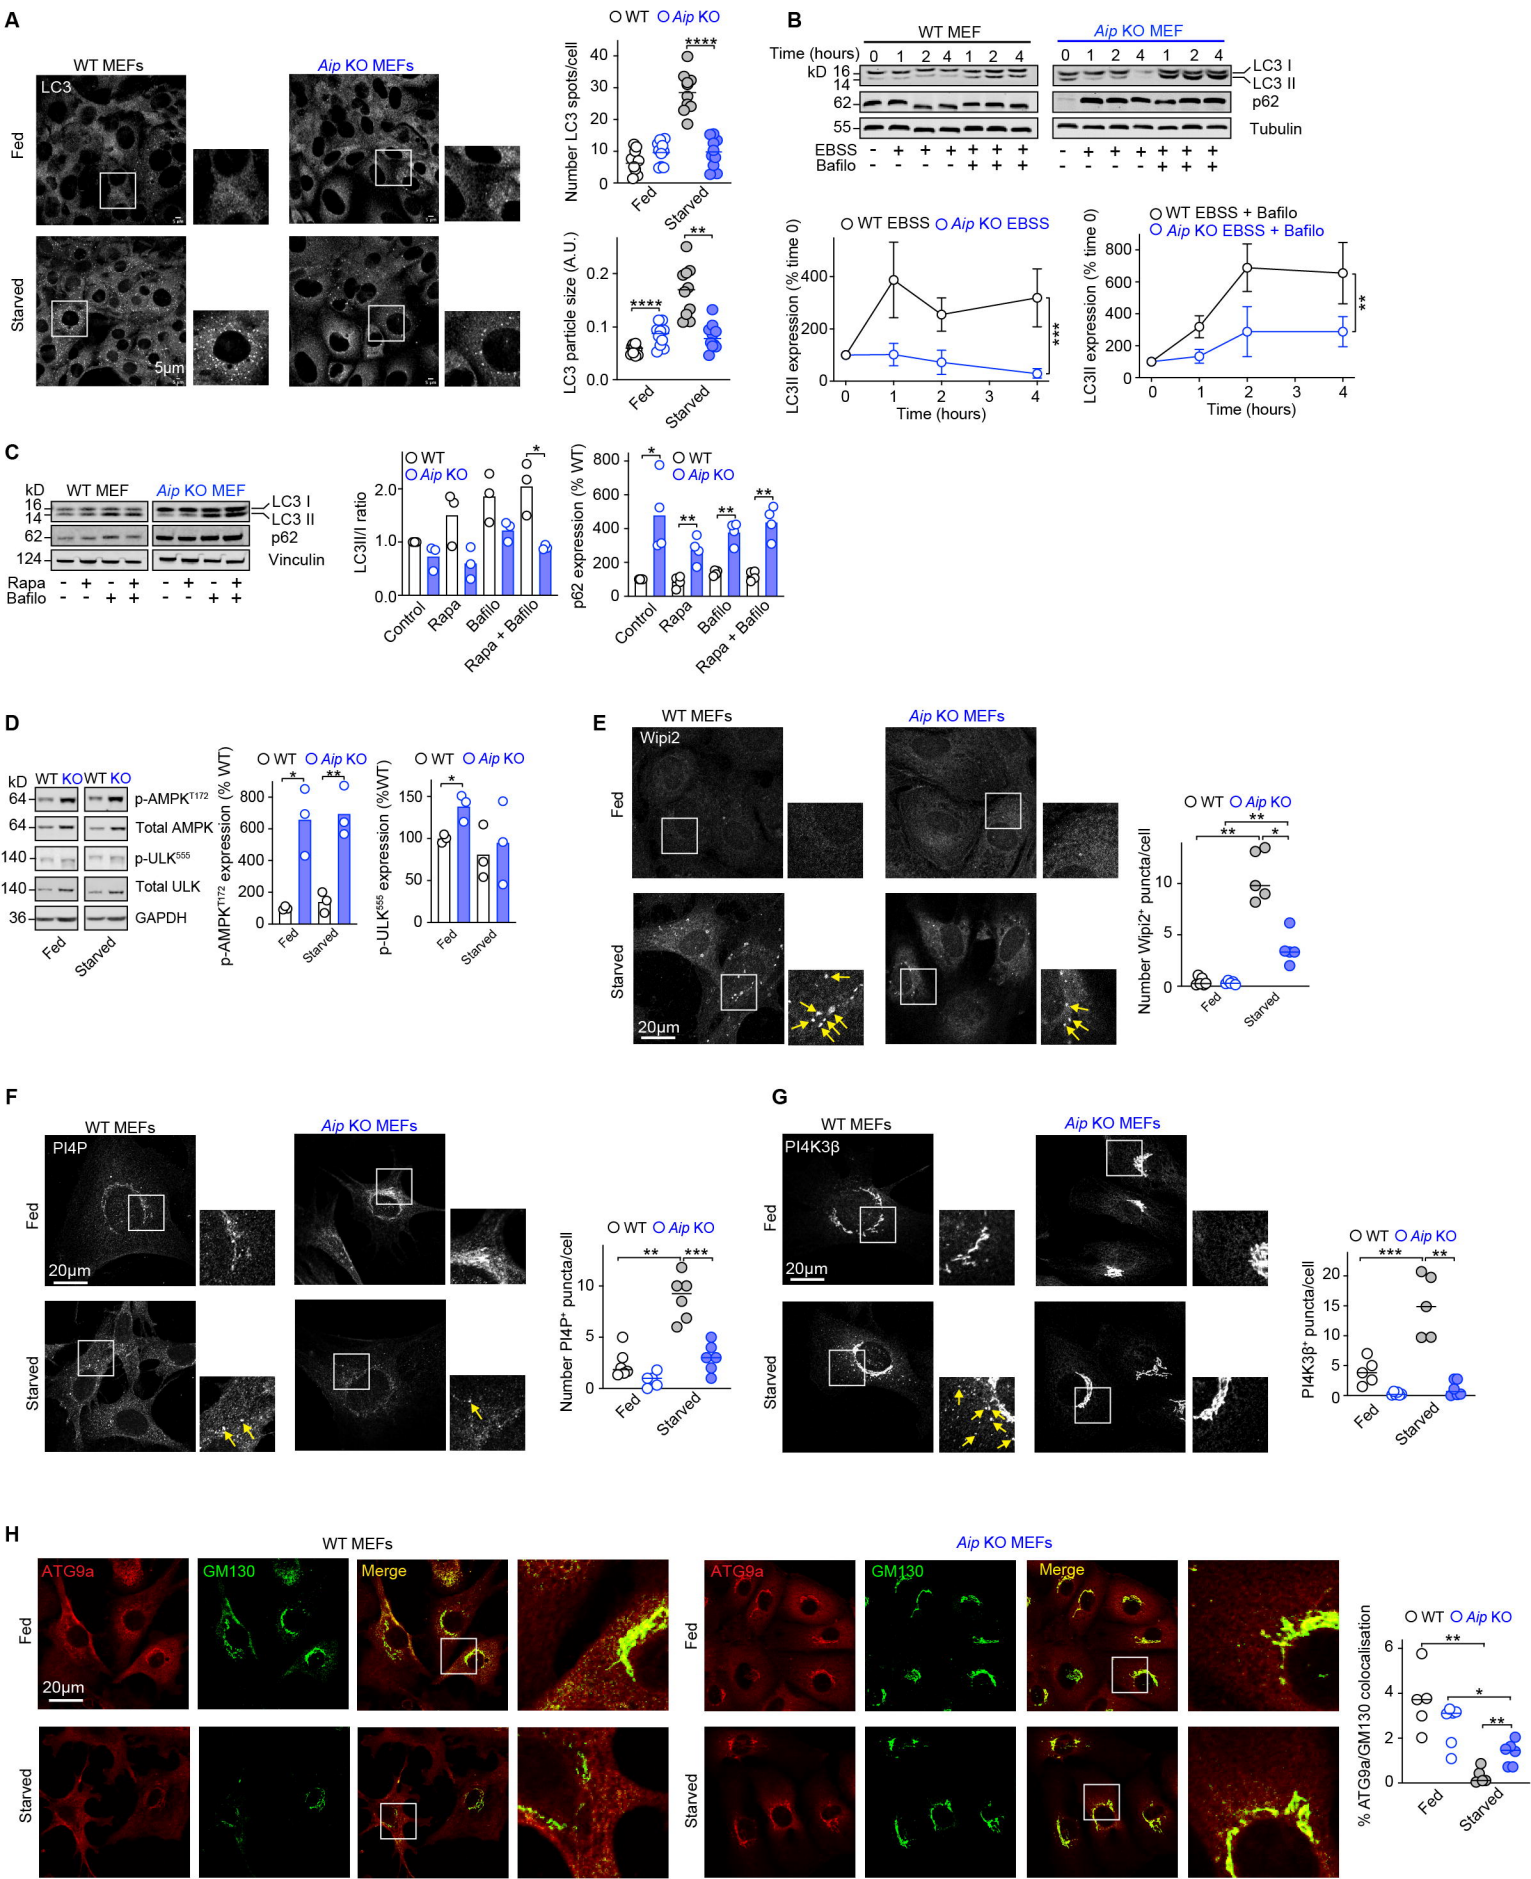 A
WT MEFs
Aip KO MEFs
LC3
Fed
Starved
5µm
5 µm
5 µm
5 µm
○ WT ○ Aip KO
Number LC3 spots/cell
40
30
20
10
0
****
Fed
Starved
LC3 particle size (A.U.)
0.2
0.1
0.0
****
**
Fed
Starved
B
WT MEF
Aip KO MEF
Time (hours) 0 1 2 4 1 2 4 0 1 2 4 1 2 4
kD 16
14
62
55
LC3 I
LC3 II
p62
Tubulin
EBSS - + + + + + + - + + + + + +
Bafilo - - - - + + + - - - - + + +
○ WT EBSS ○ Aip KO EBSS
LC3II expression (% time 0)
400
200
0
0 1 2 3 4
Time (hours)
***
○ WT EBSS + Bafilo
○ Aip KO EBSS + Bafilo
LC3II expression (% time 0)
800
600
400
200
0
0 1 2 3 4
Time (hours)
**
C
kD WT MEF Aip KO MEF
16
14
62
124
LC3 I
LC3 II
p62
Vinculin
Rapa - + - + - + - +
Bafilo - - + + - - + +
○ WT
○ Aip KO
LC3II/I ratio
2.0
1.0
0.0
*
Control
Rapa
Bafilo
Rapa + Bafilo
○ WT
○ Aip KO
p62 expression (% WT)
800
600
400
200
0
*
**
**
**
Control
Rapa
Bafilo
Rapa + Bafilo
D
kD WT KO WT KO
64 p-AMPKT172
64 Total AMPK
140 p-ULK555
140 Total ULK
36 GAPDH
Fed
Starved
○ WT ○ Aip KO
p-AMPKT172 expression (% WT)
800
600
400
200
0
*
**
Fed
Starved
○ WT ○ Aip KO
p-ULK555 expression (%WT)
150
100
50
0
*
Fed
Starved
E
WT MEFs
Aip KO MEFs
Wipi2
Fed
Starved
20µm
○ WT ○ Aip KO
Number Wipi2+ puncta/cell
10
5
0
**
**
*
Fed
Starved
F
WT MEFs
Aip KO MEFs
PI4P
Fed
20µm
Starved
○ WT ○ Aip KO
Number PI4P+ puncta/cell
10
5
0
**
***
Fed
Starved
G
WT MEFs
Aip KO MEFs
PI4K3β
Fed
20µm
Starved
○ WT ○ Aip KO
PI4K3β+ puncta/cell
20
15
10
5
0
***
**
Fed
Starved
H
WT MEFs
Aip KO MEFs
ATG9a GM130 Merge
ATG9a GM130 Merge
Fed
20µm
Starved
Fed
Starved
○ WT ○ Aip KO
% ATG9a/GM130 colocalisation
6
4
2
0
**
*
**
Fed
Starved